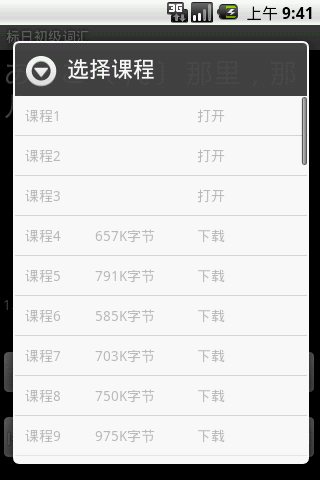 3G
上午 9:41
标日初级词汇
那里，那
选择课程
课程1 打开
课程2 打开
课程3 打开
课程4 657K字节 下载
课程5 791K字节 下载
课程6 585K字节 下载
课程7 703K字节 下载
课程8 750K字节 下载
课程9 975K字节 下载